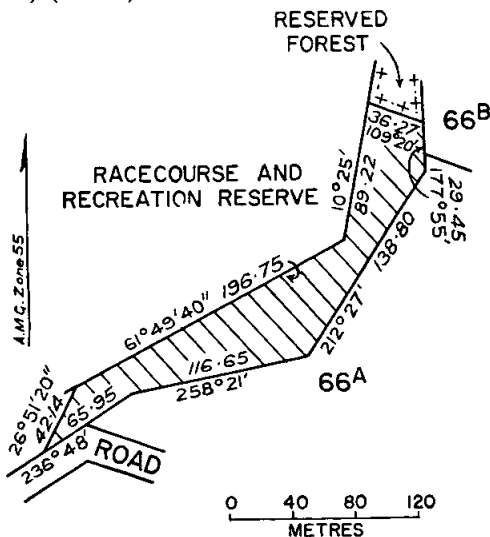 RESERVED
FOREST
66B
36·27
109°20'
RACECOURSE AND
RECREATION RESERVE
10°25'
89·22
29·45
177°55'
138·80
212°27'
A.M.G. Zone 55
61°49'40" 196·75
116·65
258°21'
66A
26°51'20"
42·14
65·95
236°48'
ROAD
0 40 80 120
METRES